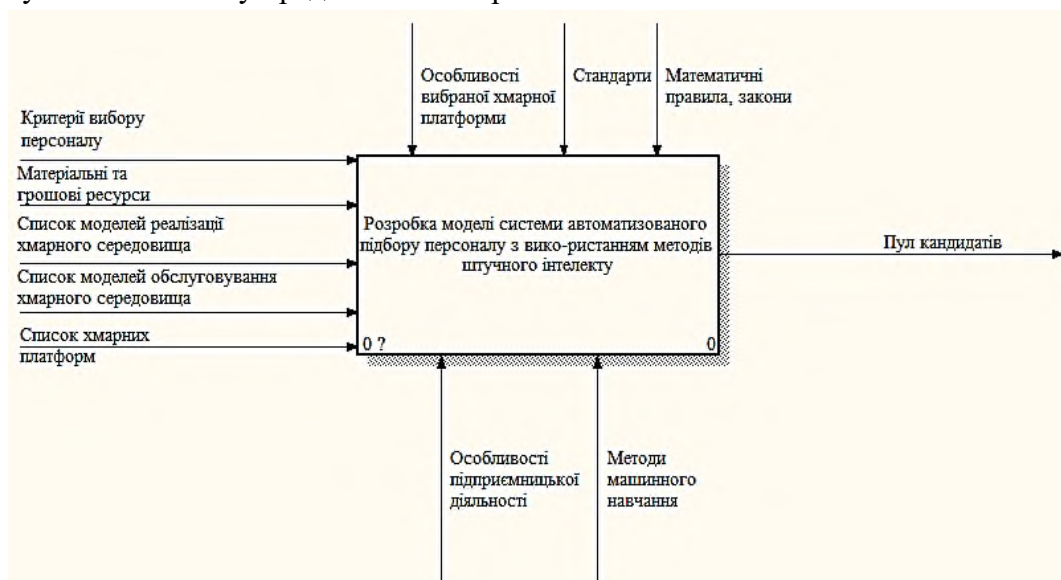 Особливості
вибраної хмарної
платформи
Стандарти
Математичні
правила, закони
Критерії вибору
персоналу
Матеріальні та
грошові ресурси
Список моделей реалізації
хмарного середовища
Список моделей обслуговування
хмарного середовища
Список хмарних
платформ
Розробка моделі системи автоматизованого
підбору персоналу з вико-ристанням методів
штучного інтелекту
0 ?
0
Пул кандидатів
Особливості
підприємницької
діяльності
Методи
машинного
навчання